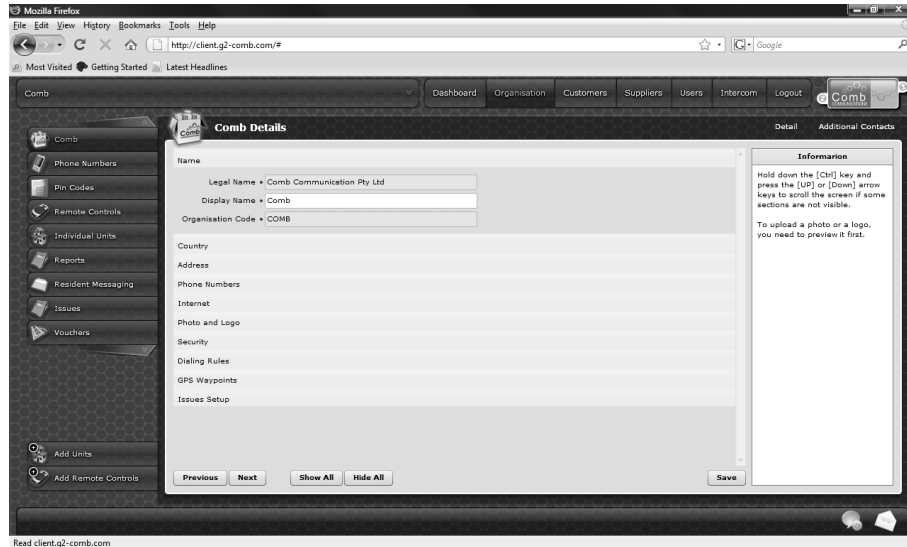 Mozilla Firefox
File Edit View History Bookmarks Tools Help
http://client.g2-comb.com/#
G Google
Most Visited Getting Started Latest Headlines
Comb
Dashboard Organisation Customers Suppliers Users Intercom Logout
Comb
COMMUNICATIONS
Comb
Phone Numbers
Pin Codes
Remote Controls
Individual Units
Reports
Resident Messaging
Issues
Vouchers
Add Units
Add Remote Controls
Comb
Comb Details
Detail Additional Contacts
Name
Legal Name • Comb Communication Pty Ltd
Display Name • Comb
Organisation Code • COMB
Country
Address
Phone Numbers
Internet
Photo and Logo
Security
Dialing Rules
GPS Waypoints
Issues Setup
Previous Next Show All Hide All Save
Informarion
Hold down the [Ctrl] key and
press the [UP] or [Down] arrow
keys to scroll the screen if some
sections are not visible.
To upload a photo or a logo,
you need to preview it first.
Read client.g2-comb.com